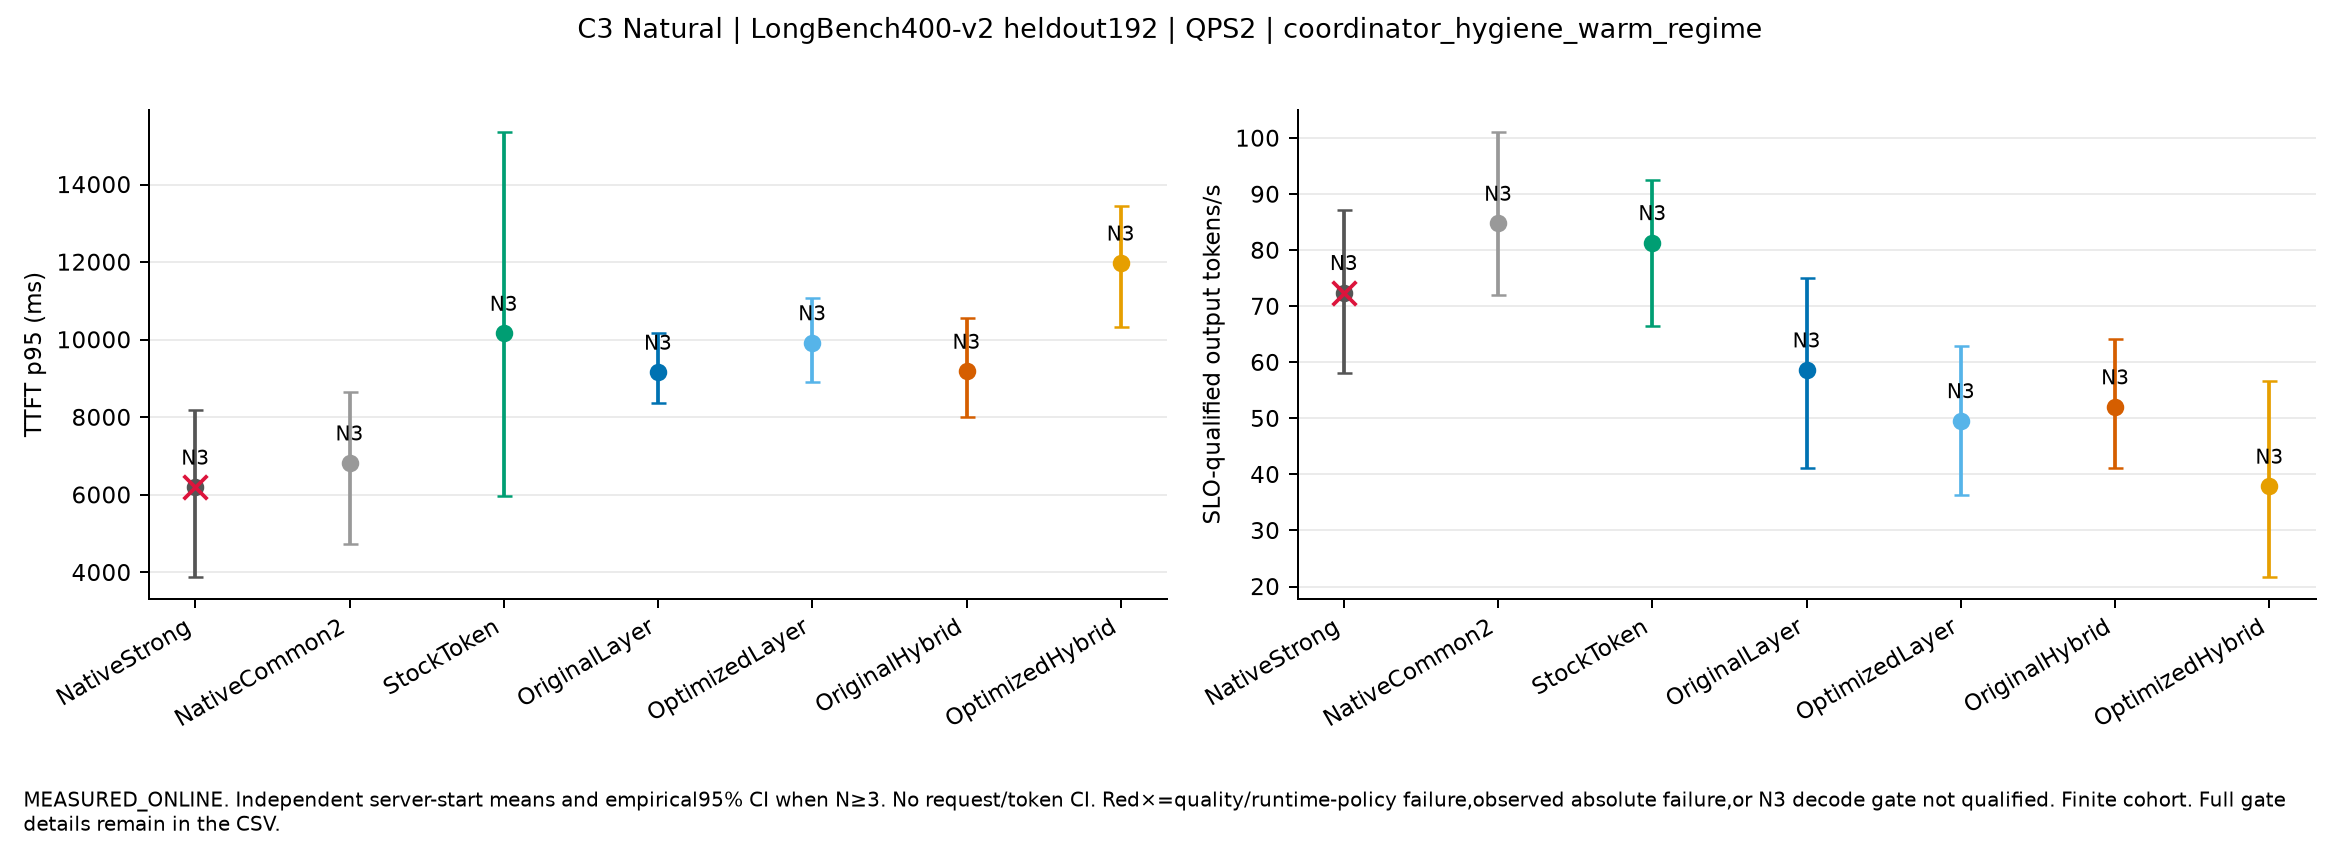 C3 Natural | LongBench400-v2 heldout192 | QPS2 | coordinator_hygiene_warm_regime
TTFT p95 (ms)
14000
12000
10000
8000
6000
4000
N3
N3
N3
N3
N3
N3
N3
NativeStrong
NativeCommon2
StockToken
OriginalLayer
OptimizedLayer
OriginalHybrid
OptimizedHybrid
SLO-qualified output tokens/s
100
90
80
70
60
50
40
30
20
N3
N3
N3
N3
N3
N3
N3
NativeStrong
NativeCommon2
StockToken
OriginalLayer
OptimizedLayer
OriginalHybrid
OptimizedHybrid
MEASURED_ONLINE. Independent server-start means and empirical95% CI when N≥3. No request/token CI. Red×=quality/runtime-policy failure,observed absolute failure,or N3 decode gate not qualified. Finite cohort. Full gate
details remain in the CSV.